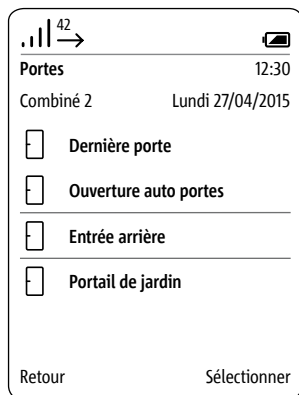 42
Portes 12:30
Combiné 2 Lundi 27/04/2015
Dernière porte
Ouverture auto portes
Entrée arrière
Portail de jardin
Retour Sélectionner